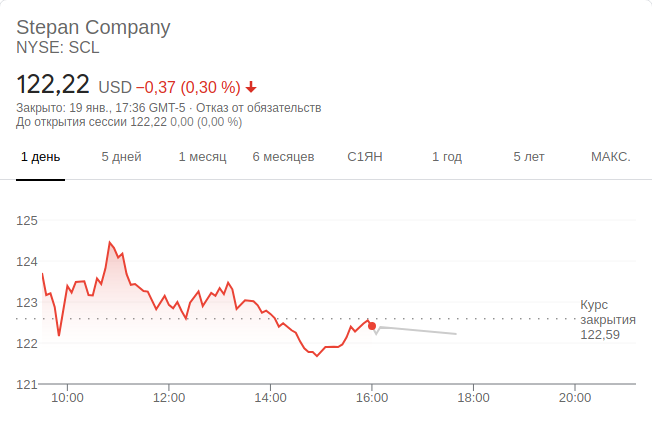 Stepan Company
NYSE: SCL
122,22 USD −0,37 (0,30 %)
Закрыто: 19 янв., 17:36 GMT-5 · Отказ от обязательств
До открытия сессии 122,22 0,00 (0,00 %)
1 день 5 дней 1 месяц 6 месяцев С1ЯН 1 год 5 лет МАКС.
125
124
123
122
121
Курс
закрытия
122,59
10:00 12:00 14:00 16:00 18:00 20:00